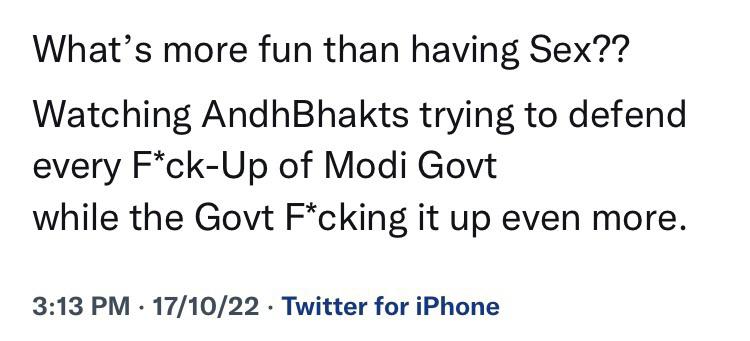 What’s more fun than having Sex??
Watching AndhBhakts trying to defend
every F*ck-Up of Modi Govt
while the Govt F*cking it up even more.
3:13 PM · 17/10/22 · Twitter for iPhone